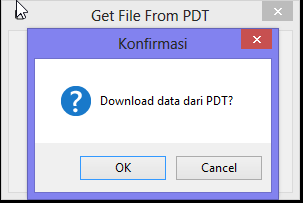 Get File From PDT
Konfirmasi
Download data dari PDT?
OK
Cancel